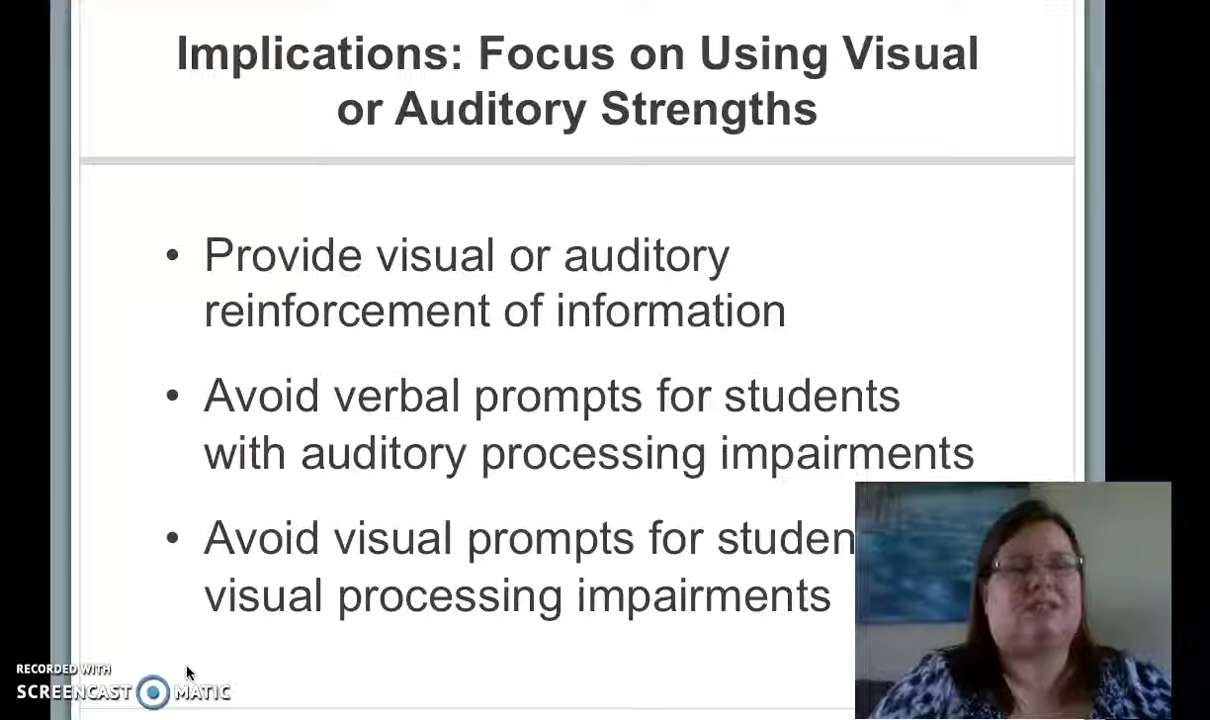 Implications: Focus on Using Visual
or Auditory Strengths
• Provide visual or auditory
reinforcement of information
• Avoid verbal prompts for students
with auditory processing impairments
• Avoid visual prompts for studen
visual processing impairments
RECORDED WITH
SCREENCAST MATIC